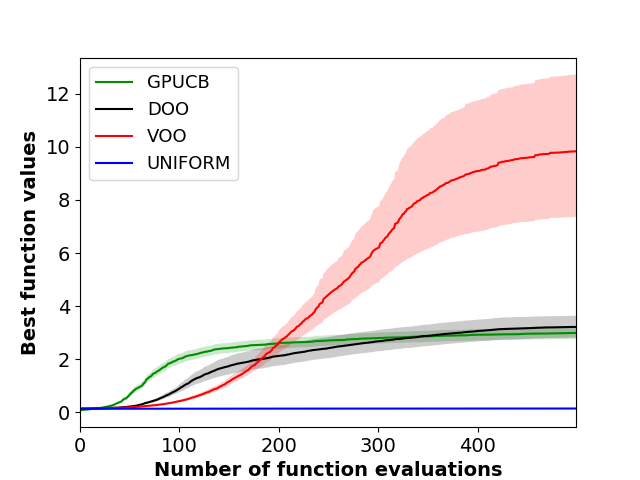 GPUCB
DOO
VOO
UNIFORM
Best function values
12
10
8
6
4
2
0
0 100 200 300 400
Number of function evaluations